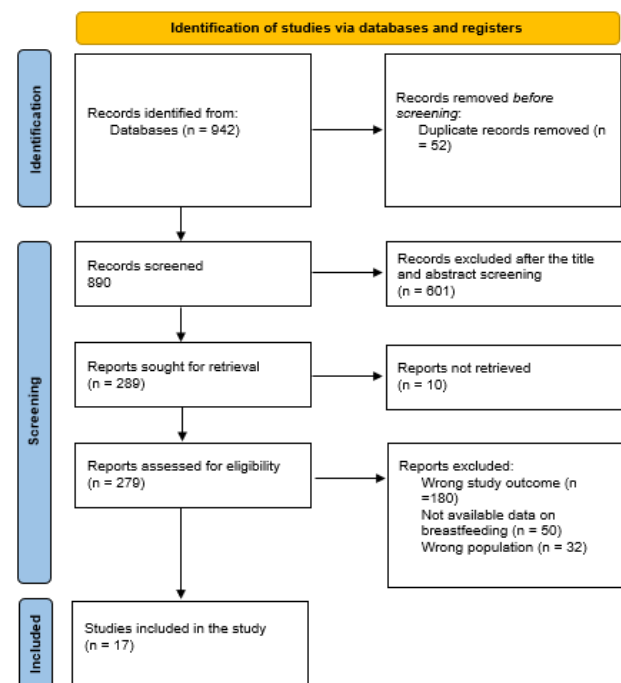 Identification of studies via databases and registers
Identification
Records identified from:
Databases (n = 942)
Records removed before
screening:
Duplicate records removed (n
= 52)
Screening
Records screened
890
Records excluded after the title
and abstract screening
(n = 601)
Reports sought for retrieval
(n = 289)
Reports not retrieved
(n = 10)
Reports assessed for eligibility
(n = 279)
Reports excluded:
Wrong study outcome (n
=180)
Not available data on
breastfeeding (n = 50)
Wrong population (n = 32)
Included
Studies included in the study
(n = 17)